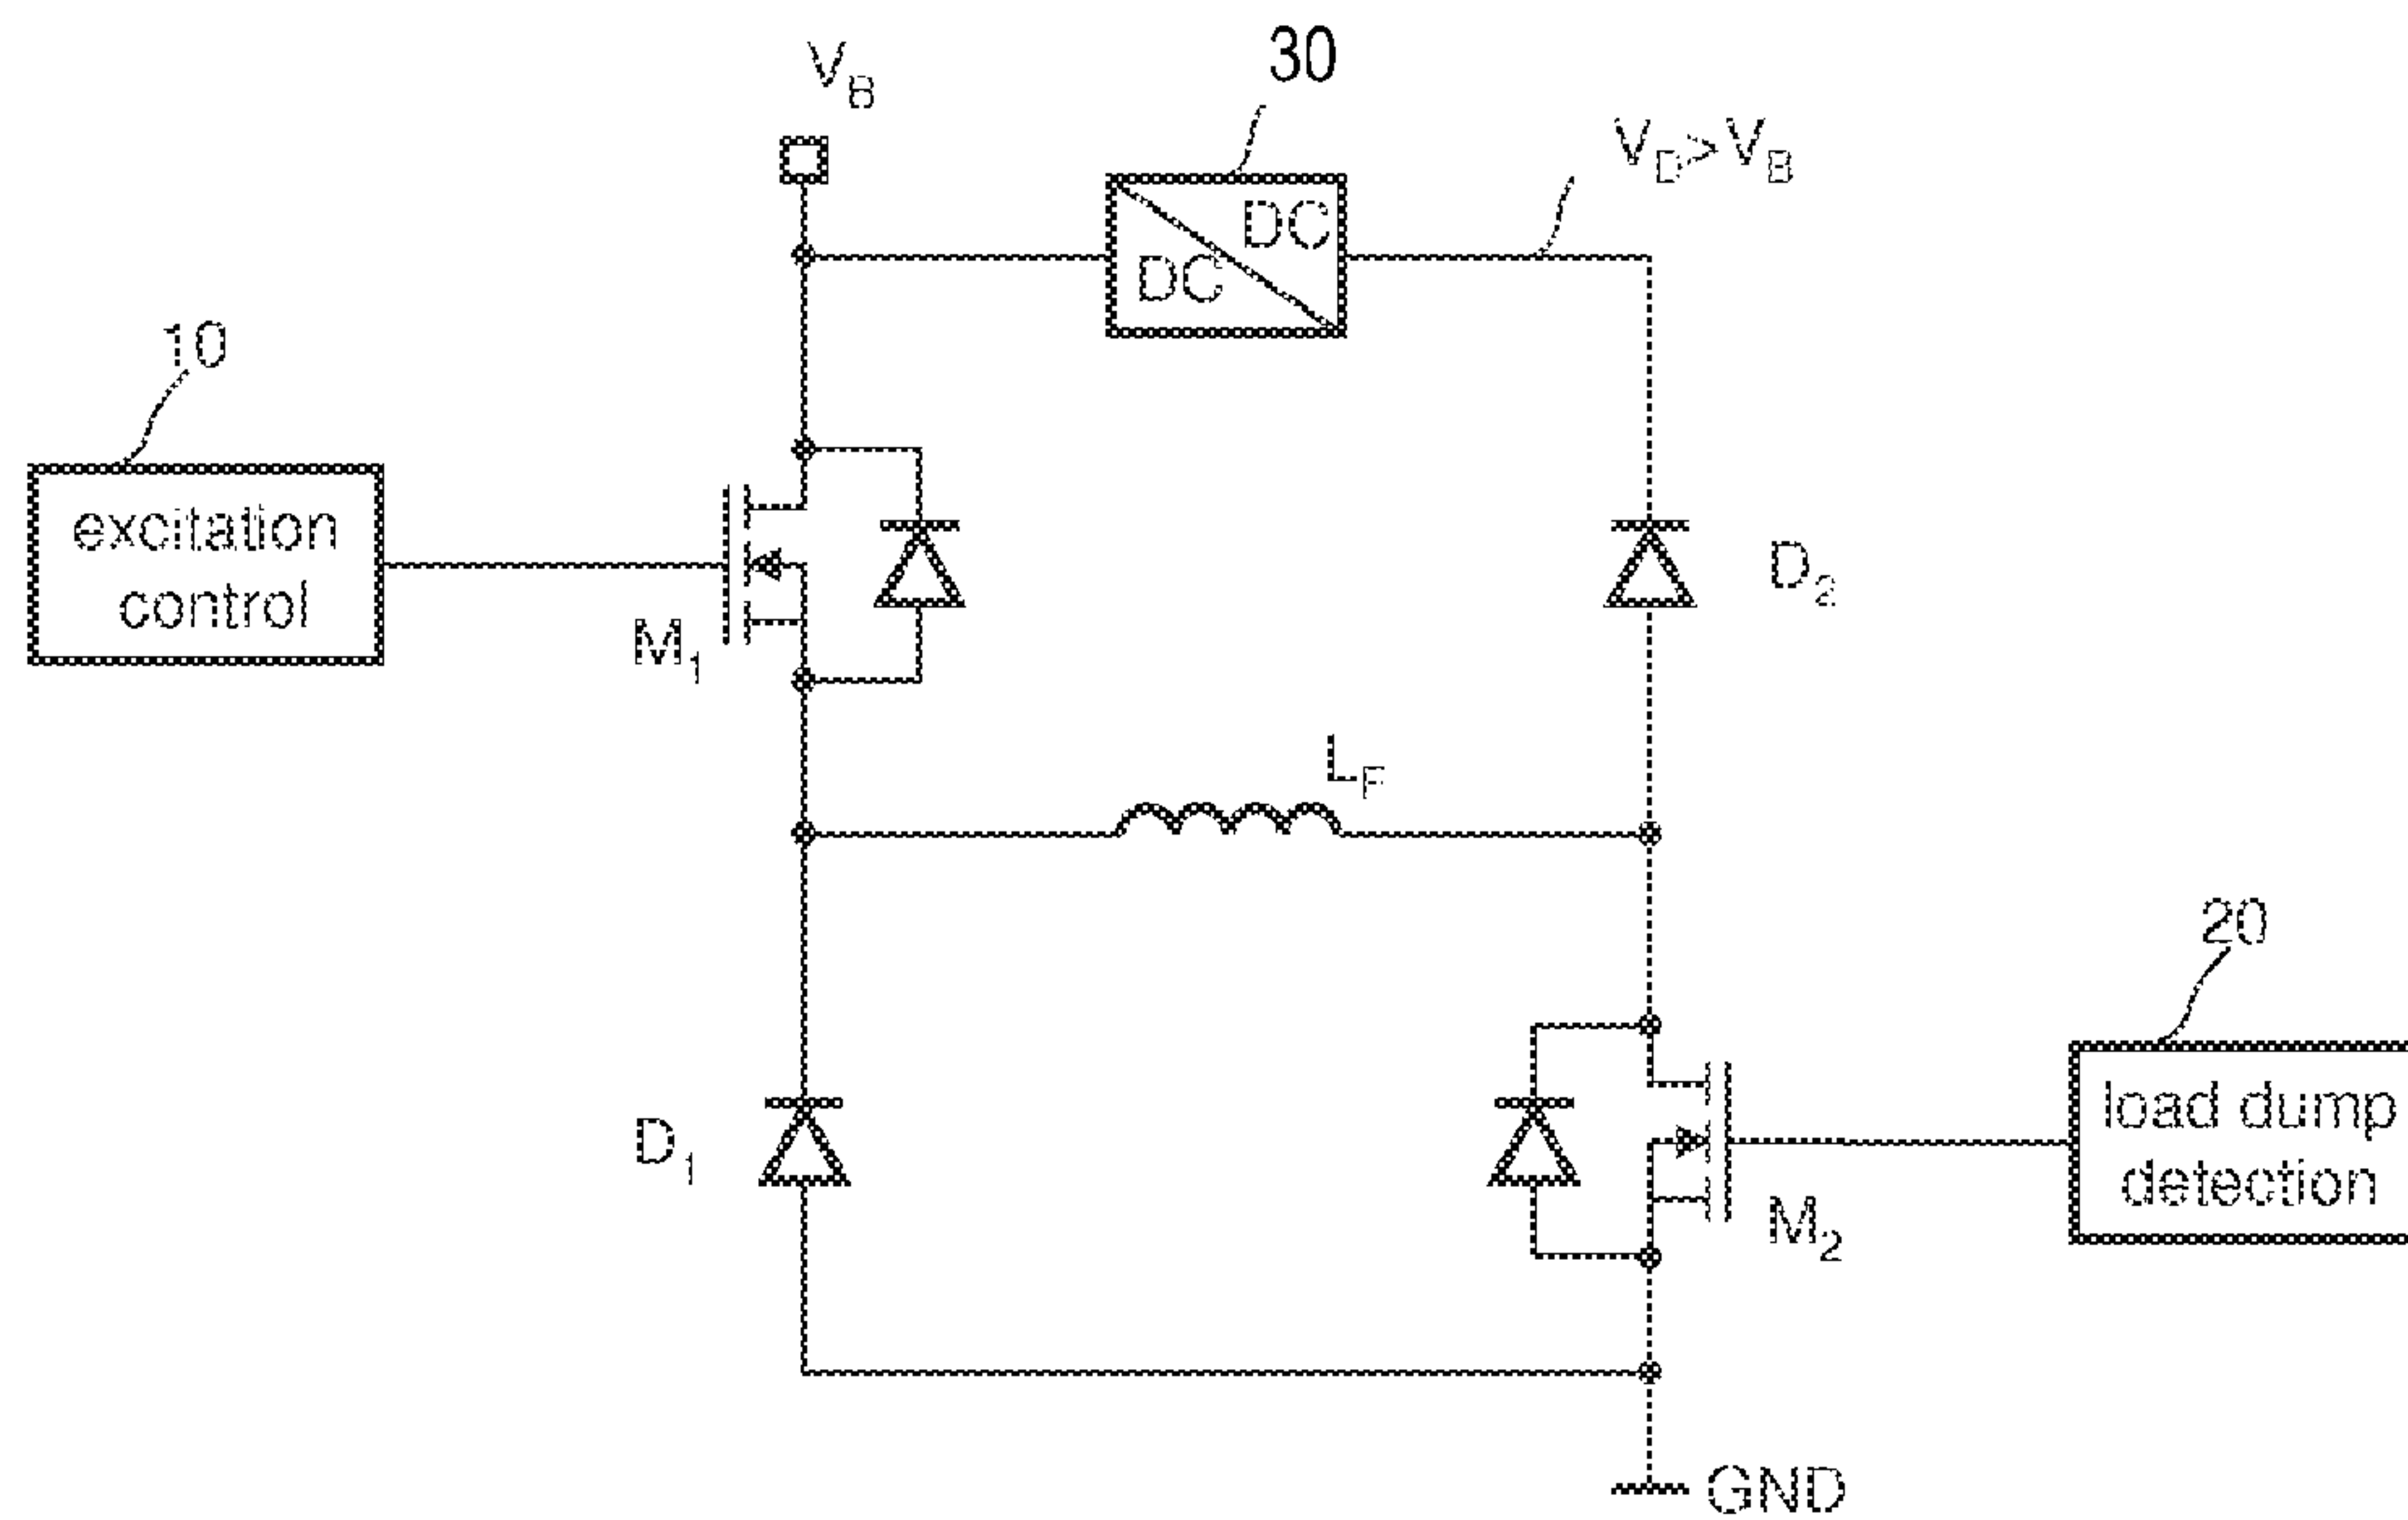 V_B
30
V_D>V_B
DC
DC
10
excitation
control
M_1
D_2
L_F
20
load dump
detection
D_1
M_2
GND